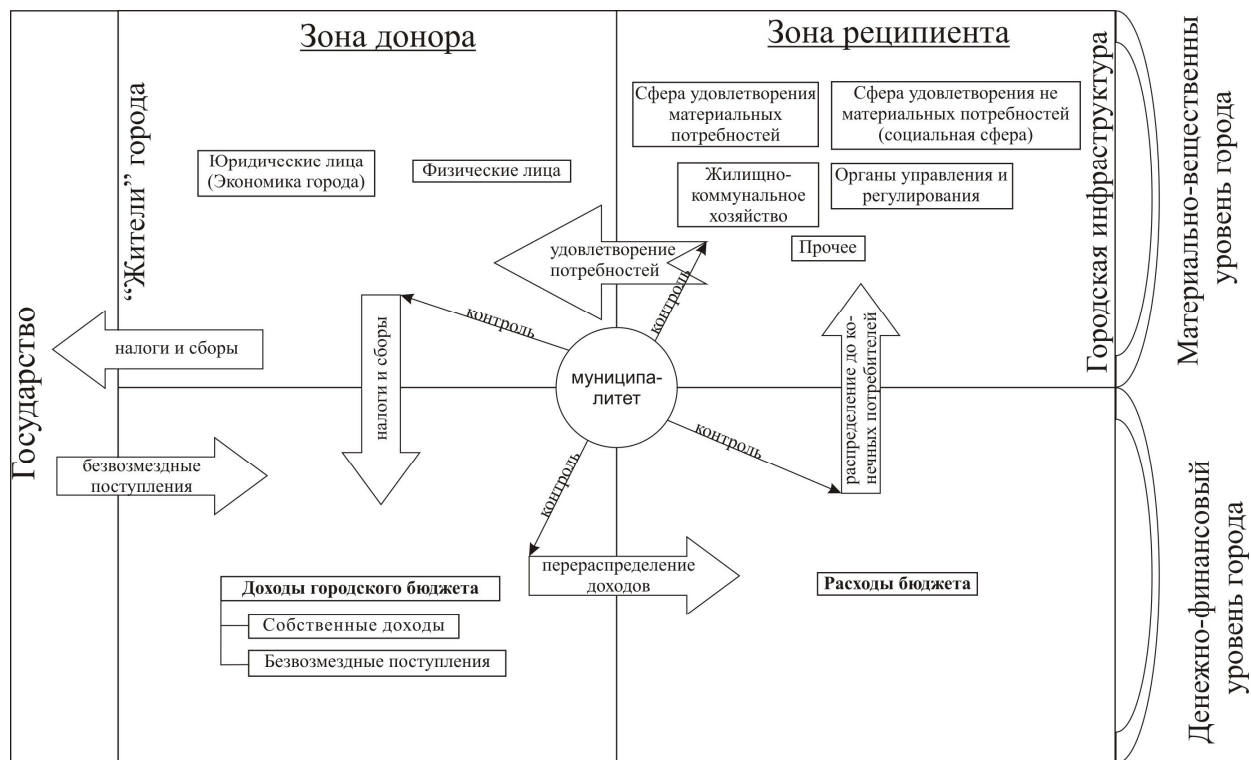 Зона донора
Зона реципиента
Государство
“Жители” города
Городская инфраструктура
Материально-вещественны
уровень города
Сфера удовлетворения
материальных
потребностей
Сфера удовлетворения не
материальных потребностей
(социальная сфера)
Юридические лица
(Экономика города)
Физические лица
Жилищно-
коммунальное
хозяйство
Органы управления и
регулирования
Прочее
удовлетворение
потребностей
контроль
контроль
налоги и сборы
налоги и сборы
муниципа-
литет
распределение до ко-
нечных потребителей
контроль
контроль
безвозмездные
поступления
перераспределение
доходов
Доходы городского бюджета
Собственные доходы
Безвозмездные поступления
Расходы бюджета
Денежно-финансовый
уровень города